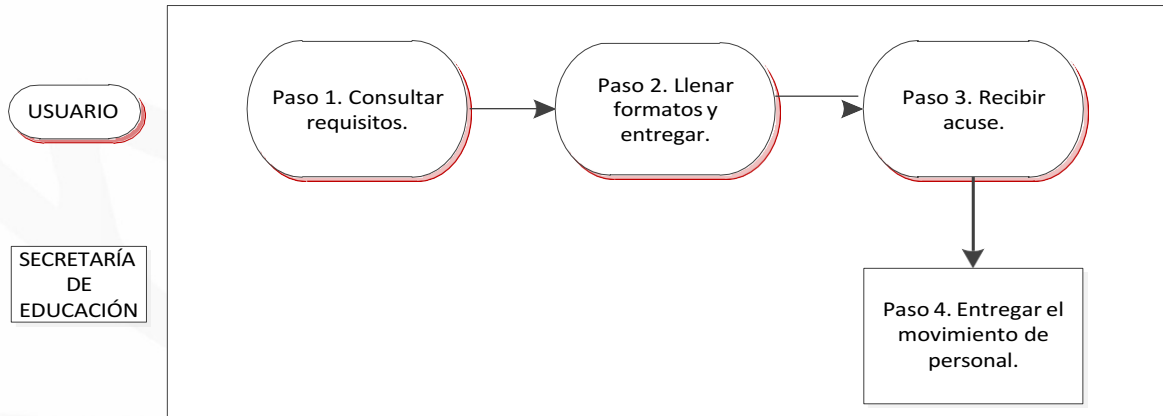 USUARIO
Paso 1. Consultar
requisitos.
Paso 2. Llenar
formatos y
entregar.
Paso 3. Recibir
acuse.
SECRETARÍA
DE
EDUCACIÓN
Paso 4. Entregar el
movimiento de
personal.